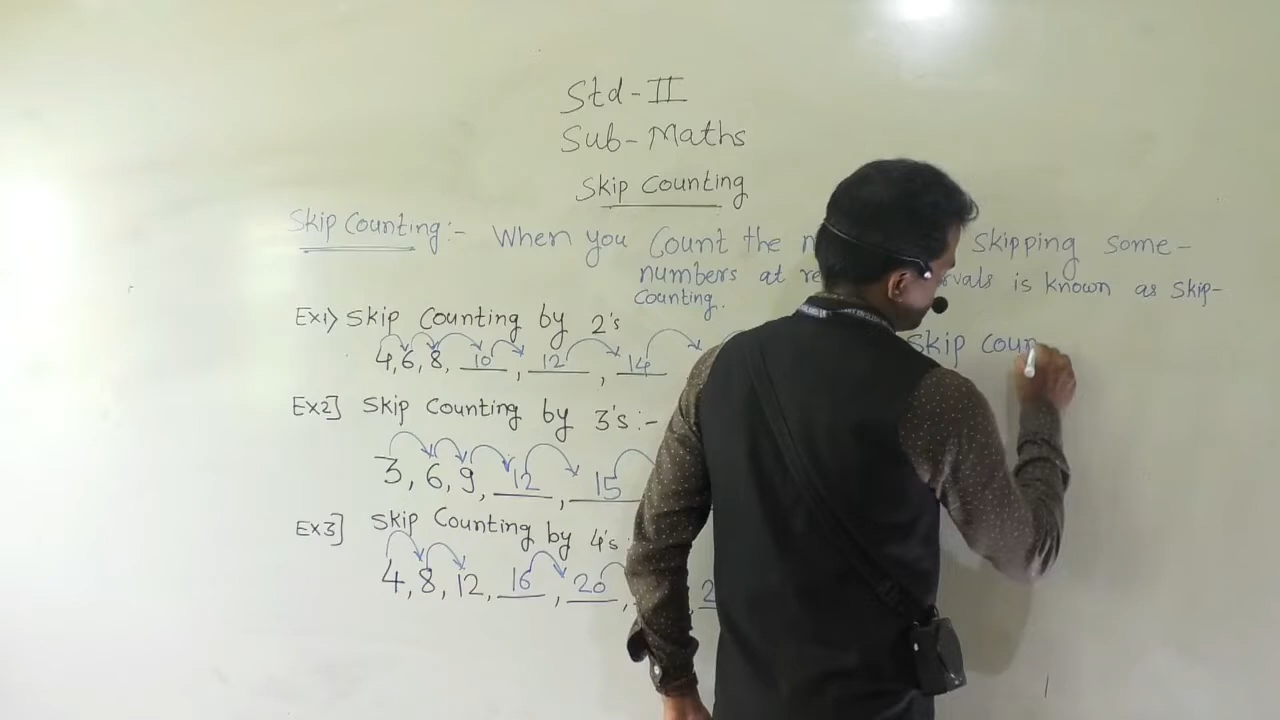 Std-II
Sub-Maths
Skip Counting
Skip Counting:- When you Count the skipping some-
numbers at is known as skip-
Counting.
Ex1> Skip Counting by 2's
4,6,8, 10, 12, 14
Skip coun
Ex2] Skip Counting by 3's:-
3, 6, 9, 12, 15
Ex3] Skip Counting by 4's
4, 8, 12, 16, 20,